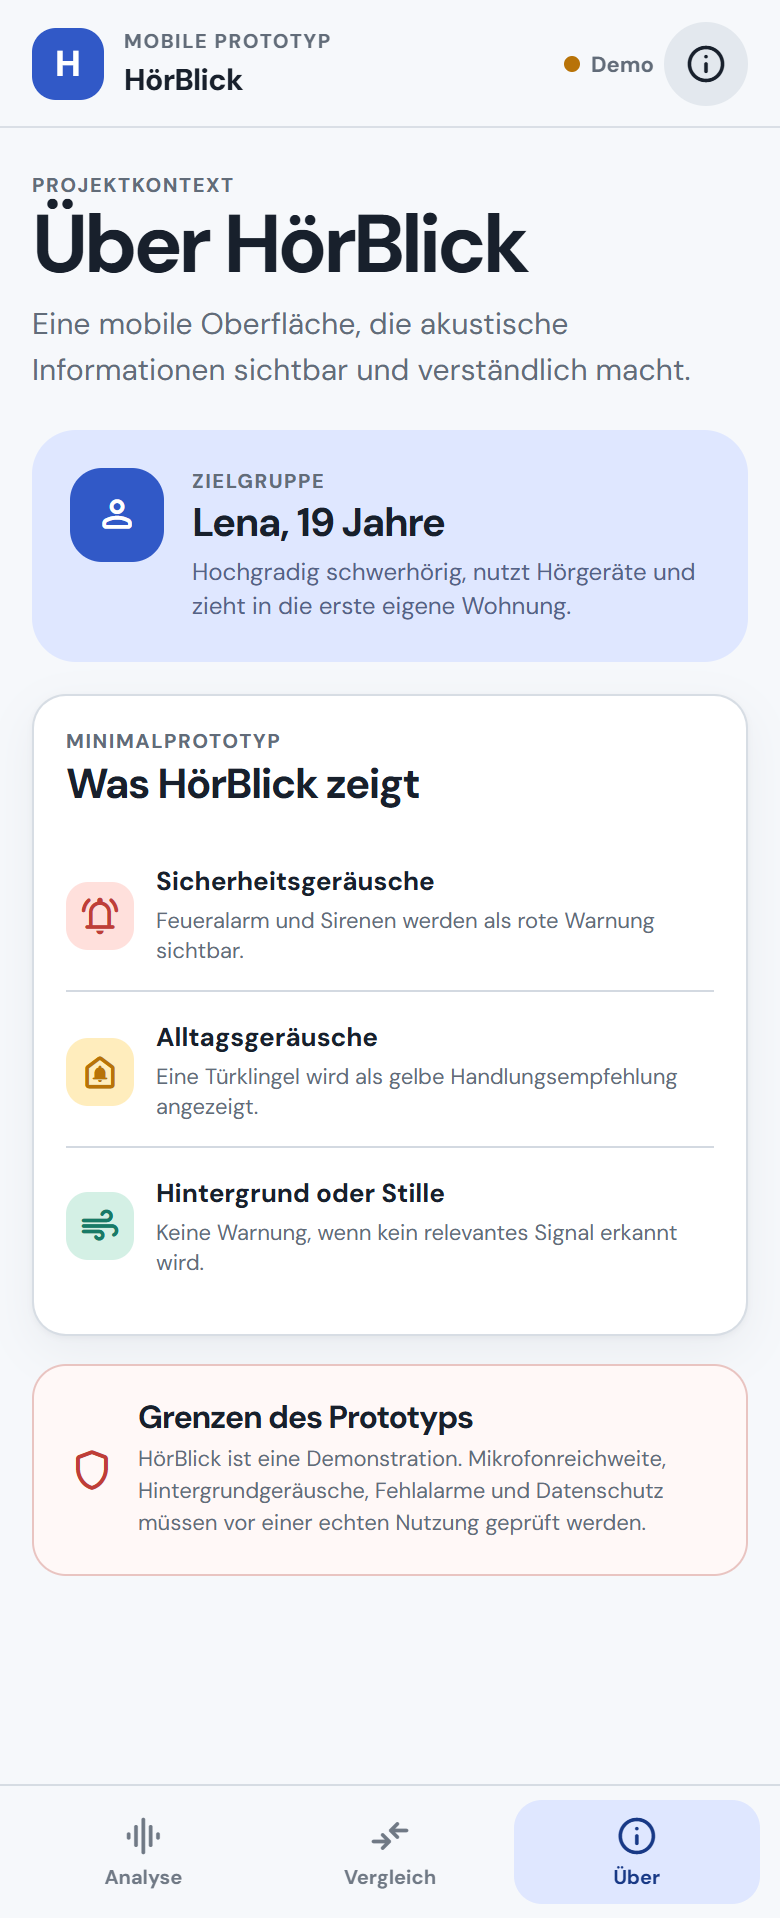 H
MOBILE PROTOTYP
HörBlick
Demo
PROJEKTKONTEXT
Über HörBlick
Eine mobile Oberfläche, die akustische
Informationen sichtbar und verständlich macht.
ZIELGRUPPE
Lena, 19 Jahre
Hochgradig schwerhörig, nutzt Hörgeräte und
zieht in die erste eigene Wohnung.
MINIMALPROTOTYP
Was HörBlick zeigt
Sicherheitsgeräusche
Feueralarm und Sirenen werden als rote Warnung
sichtbar.
Alltagsgeräusche
Eine Türklingel wird als gelbe Handlungsempfehlung
angezeigt.
Hintergrund oder Stille
Keine Warnung, wenn kein relevantes Signal erkannt
wird.
Grenzen des Prototyps
HörBlick ist eine Demonstration. Mikrofonreichweite,
Hintergrundgeräusche, Fehlalarme und Datenschutz
müssen vor einer echten Nutzung geprüft werden.
Analyse
Vergleich
Über